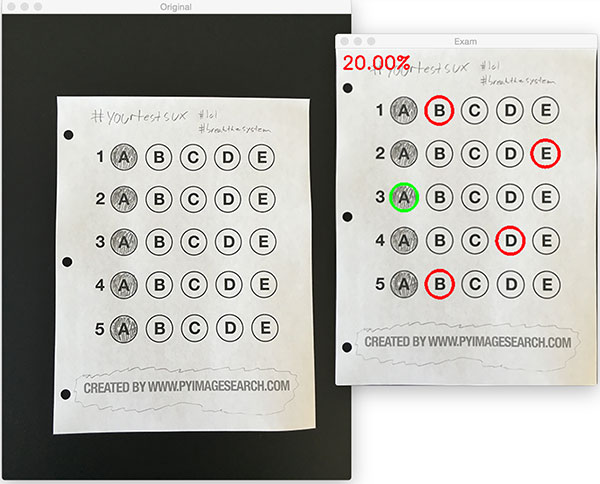 Original
#yourtestsux #lol
#breakthesystem
1 A B C D E
2 A B C D E
3 A B C D E
4 A B C D E
5 A B C D E
CREATED BY WWW.PYIMAGESEARCH.COM
Exam
20.00%
#yourtestsux #lol
#breakthesystem
1 A B C D E
2 A B C D E
3 A B C D E
4 A B C D E
5 A B C D E
CREATED BY WWW.PYIMAGESEARCH.COM